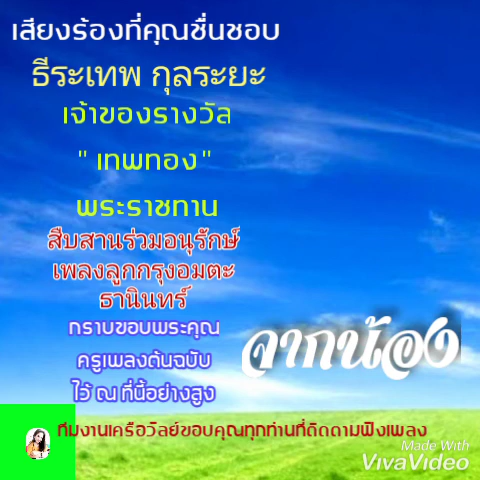 เสียงร้องที่คุณชื่นชอบ
ธีระเทพ กุลระยะ
เจ้าของรางวัล
" เทพทอง"
พระราชทาน
สืบสานร่วมอนุรักษ์
เพลงลูกกรุงอมตะ
ธานินทร์
กราบขอบพระคุณ
ครูเพลงต้นฉบับ
ไว้ ณ ที่นี้อย่างสูง
จากน้อง
ทีมงานเครือวัลย์ขอบคุณทุกท่านที่ติดตามฟังเพลง
Made With
VivaVideo